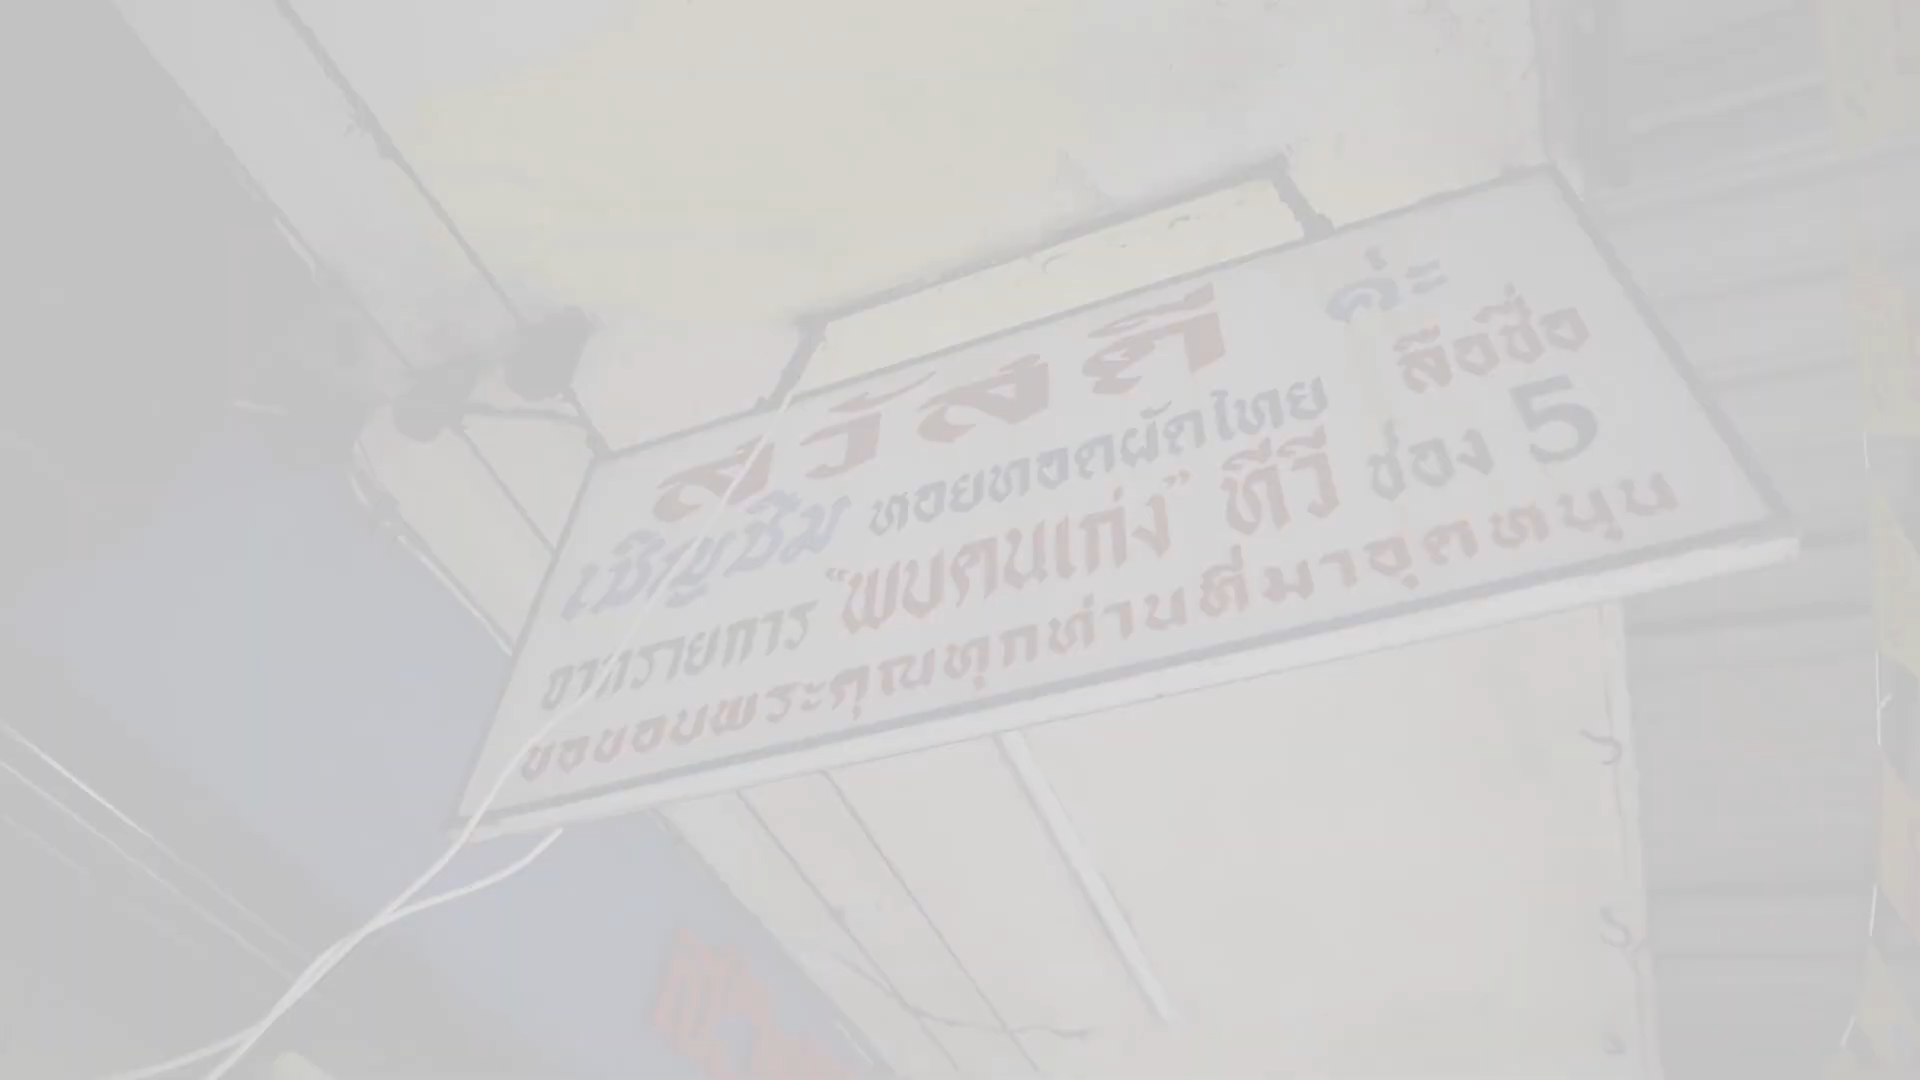 สวัสดี ค่ะ
เชิญชิม หอยทอดผัดไทย ลือชื่อ
จากรายการ "พบคนเก่ง" ทีวี ช่อง 5
ขอขอบพระคุณทุกท่านที่มาอุดหนุน